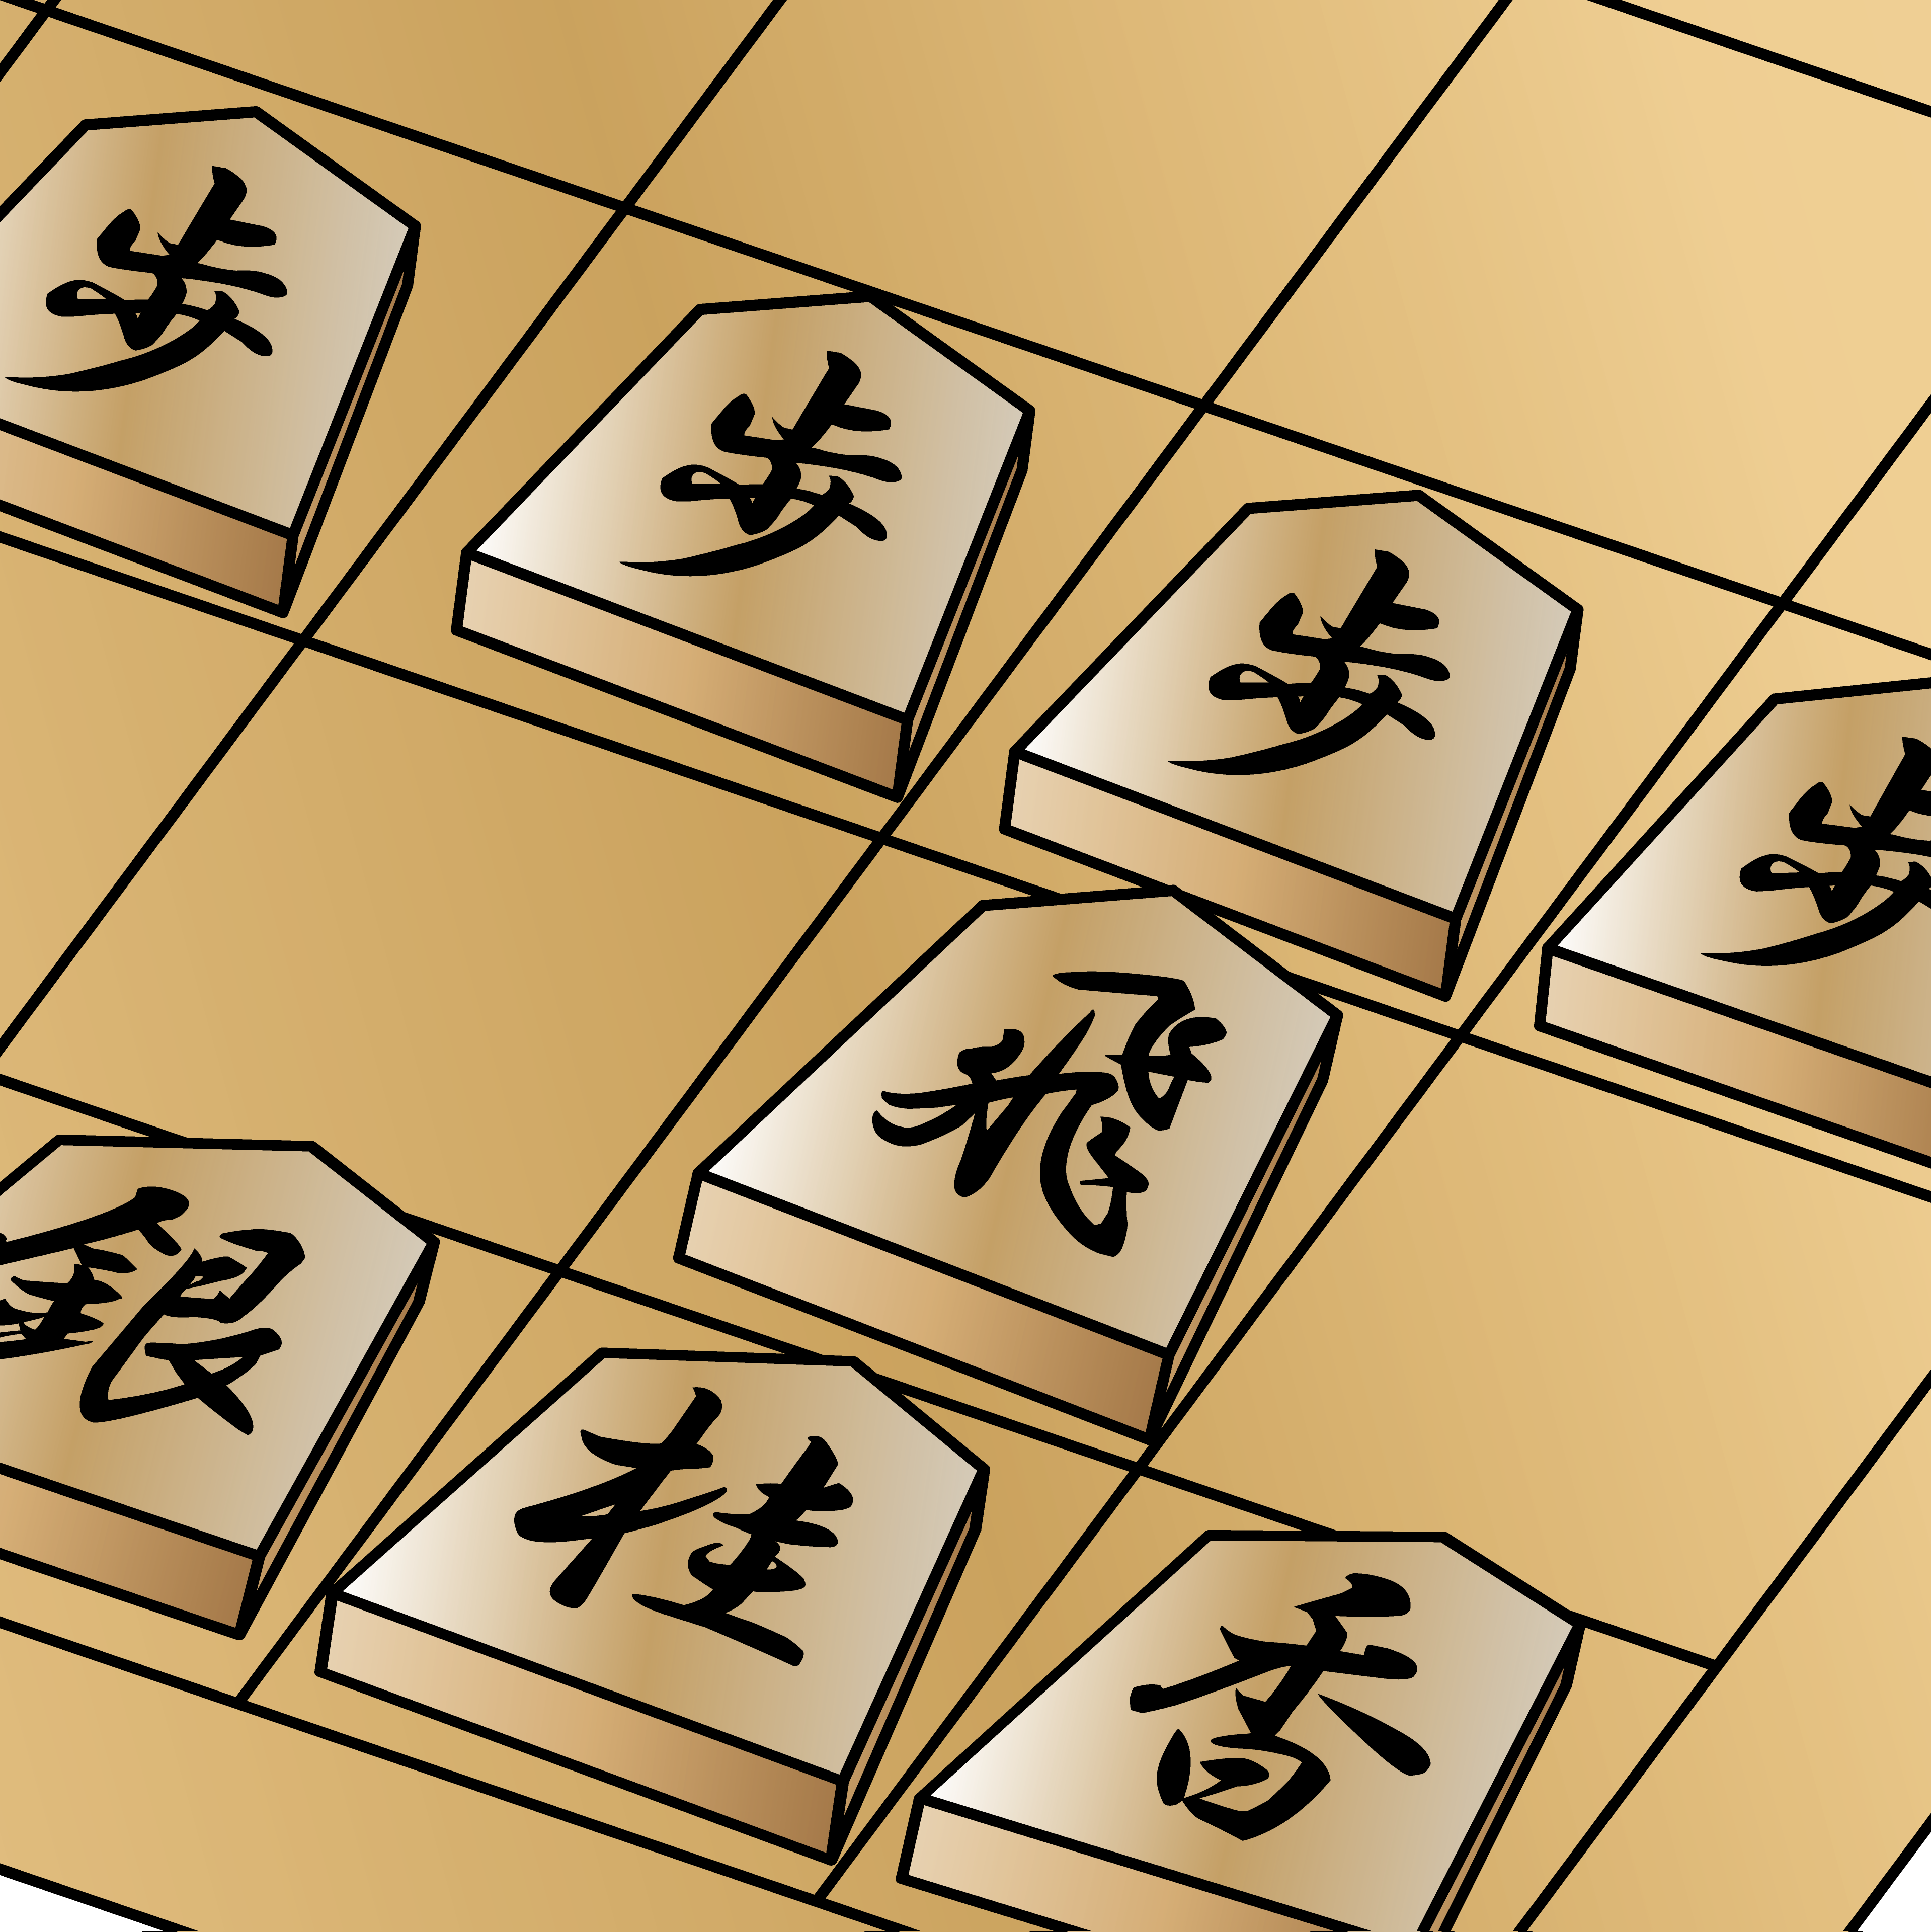 歩 歩 歩 歩
飛
銀 桂 香